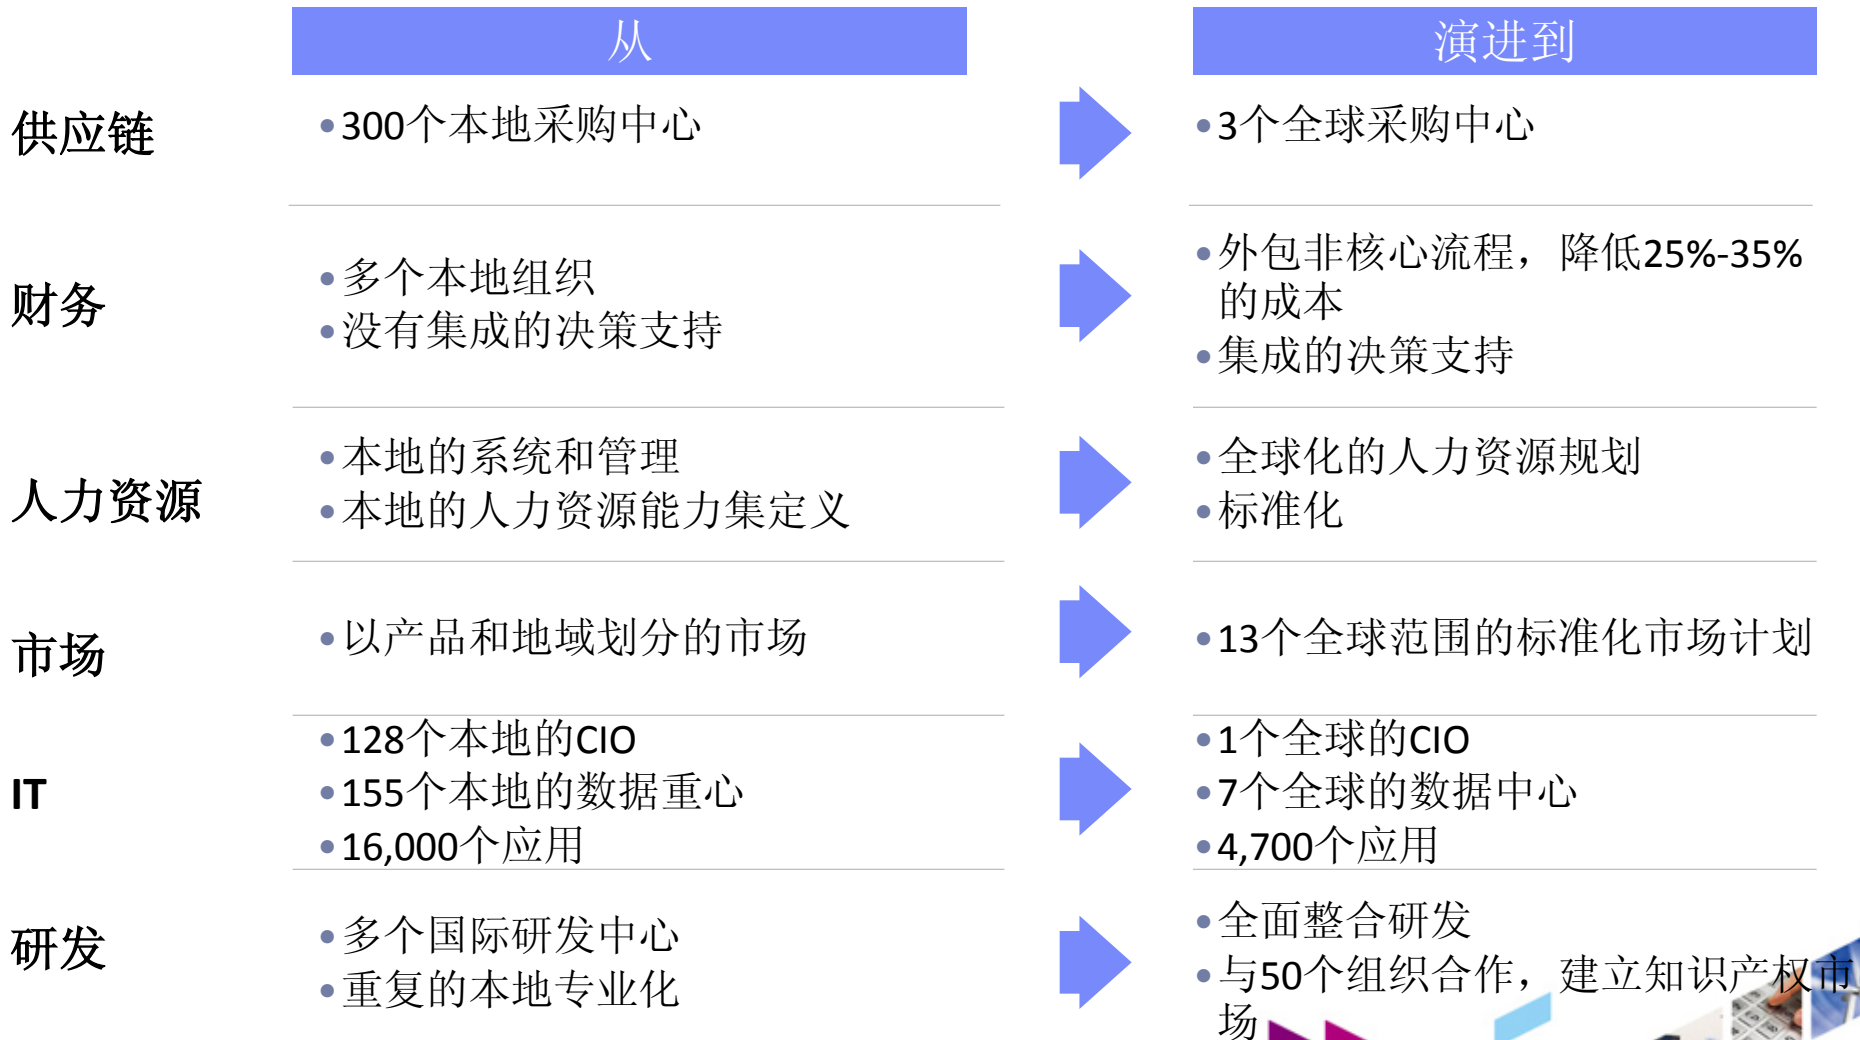 从
演进到
供应链
•300个本地采购中心
•3个全球采购中心
财务
•多个本地组织
•没有集成的决策支持
•外包非核心流程，降低25%-35%
的成本
•集成的决策支持
人力资源
•本地的系统和管理
•本地的人力资源能力集定义
•全球化的人力资源规划
•标准化
市场
•以产品和地域划分的市场
•13个全球范围的标准化市场计划
IT
•128个本地的CIO
•155个本地的数据重心
•16,000个应用
•1个全球的CIO
•7个全球的数据中心
•4,700个应用
研发
•多个国际研发中心
•重复的本地专业化
•全面整合研发
•与50个组织合作，建立知识产权市
场